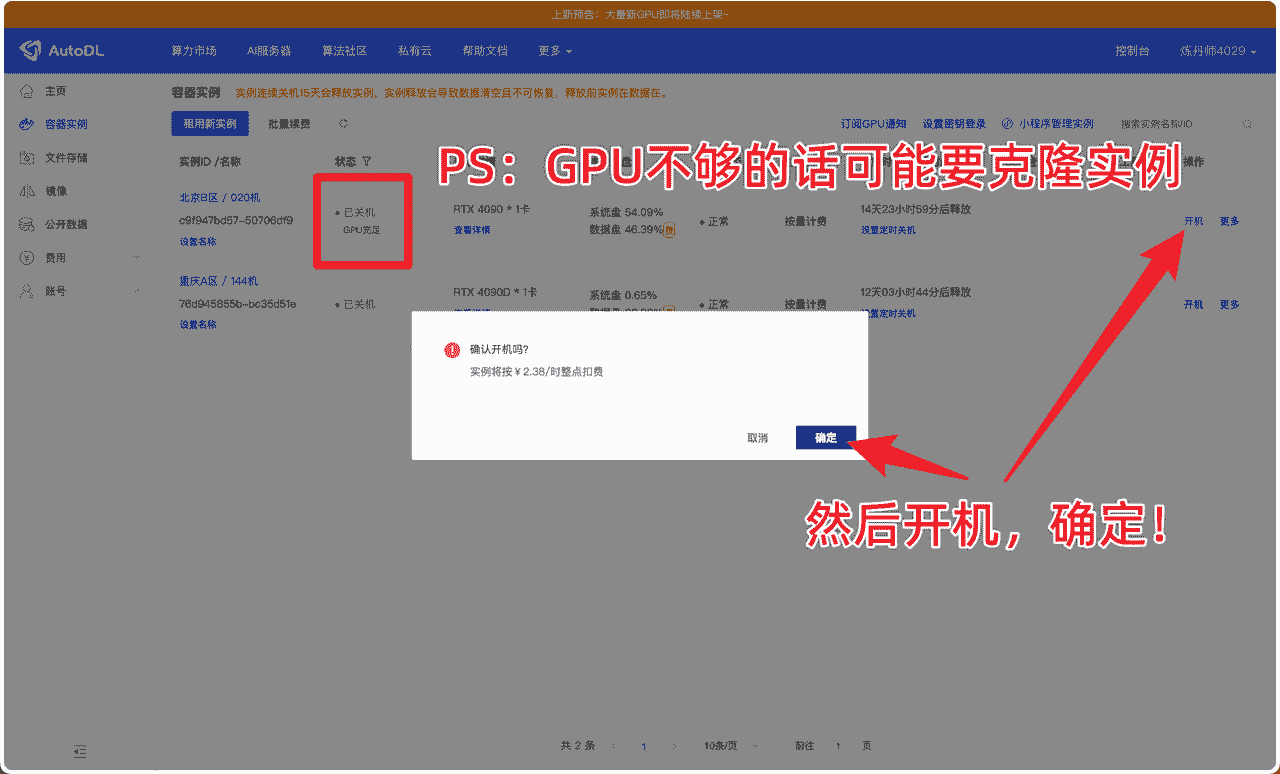 上新预告：大量新GPU即将陆续上架~
AutoDL 算力市场 AI服务器 算法社区 私有云 帮助文档 更多 控制台 炼丹师4029
主页
容器实例
文件存储
镜像
公开数据
费用
账号
容器实例 实例连续关机15天会释放实例，实例释放会导致数据清空且不可恢复，释放前实例在数据在。
租用新实例 批量续费 订阅GPU通知 设置密钥登录 小程序管理实例 搜索实例名称/ID
实例ID /名称 状态 操作
PS：GPU不够的话可能要克隆实例
北京B区 / 020机
c9f947bd57-50706df9
设置名称
已关机
GPU充足
RTX 4090 * 1卡
查看详情
系统盘 54.09%
数据盘 46.39%
正常
按量计费
14天23小时59分后释放
设置定时关机
开机 更多
重庆A区 / 144机
76d945855b-bc35d51e
设置名称
已关机
RTX 4090D * 1卡
系统盘 0.65%
正常
按量计费
12天03小时44分后释放
设置定时关机
开机 更多
确认开机吗?
实例将按￥2.38/时整点扣费
取消 确定
然后开机，确定！
共 2 条 1 10条/页 前往 1 页